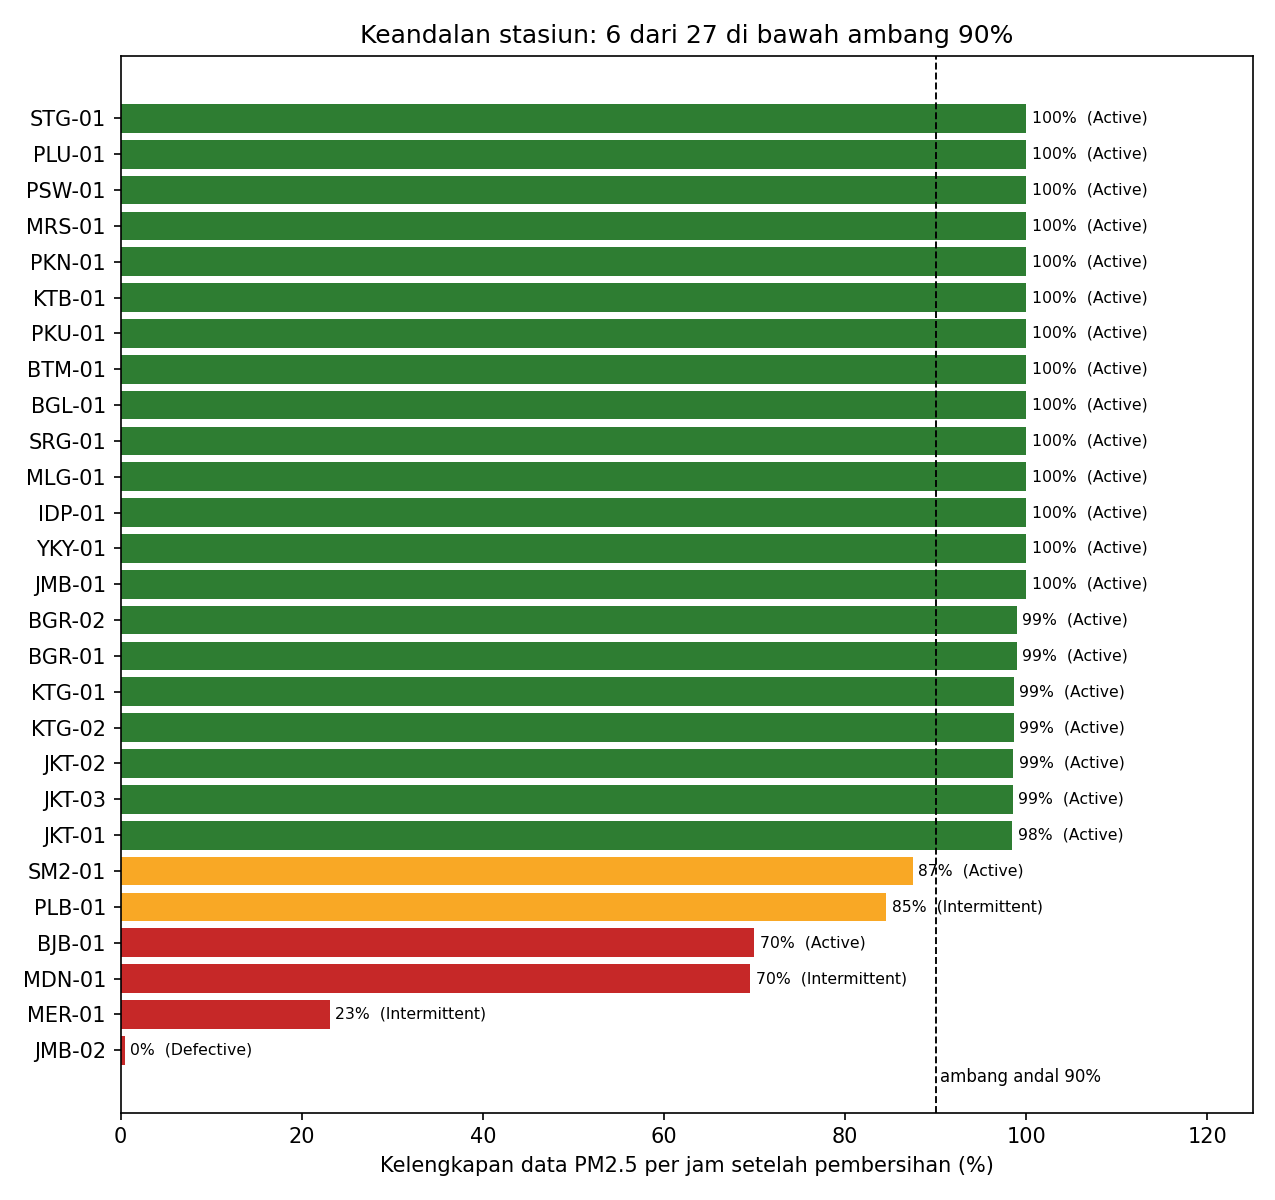 Keandalan stasiun: 6 dari 27 di bawah ambang 90%
STG-01 100% (Active)
PLU-01 100% (Active)
PSW-01 100% (Active)
MRS-01 100% (Active)
PKN-01 100% (Active)
KTB-01 100% (Active)
PKU-01 100% (Active)
BTM-01 100% (Active)
BGL-01 100% (Active)
SRG-01 100% (Active)
MLG-01 100% (Active)
IDP-01 100% (Active)
YKY-01 100% (Active)
JMB-01 100% (Active)
BGR-02 99% (Active)
BGR-01 99% (Active)
KTG-01 99% (Active)
KTG-02 99% (Active)
JKT-02 99% (Active)
JKT-03 99% (Active)
JKT-01 98% (Active)
SM2-01 87% (Active)
PLB-01 85% (Intermittent)
BJB-01 70% (Active)
MDN-01 70% (Intermittent)
MER-01 23% (Intermittent)
JMB-02 0% (Defective)
ambang andal 90%
0 20 40 60 80 100 120
Kelengkapan data PM2.5 per jam setelah pembersihan (%)